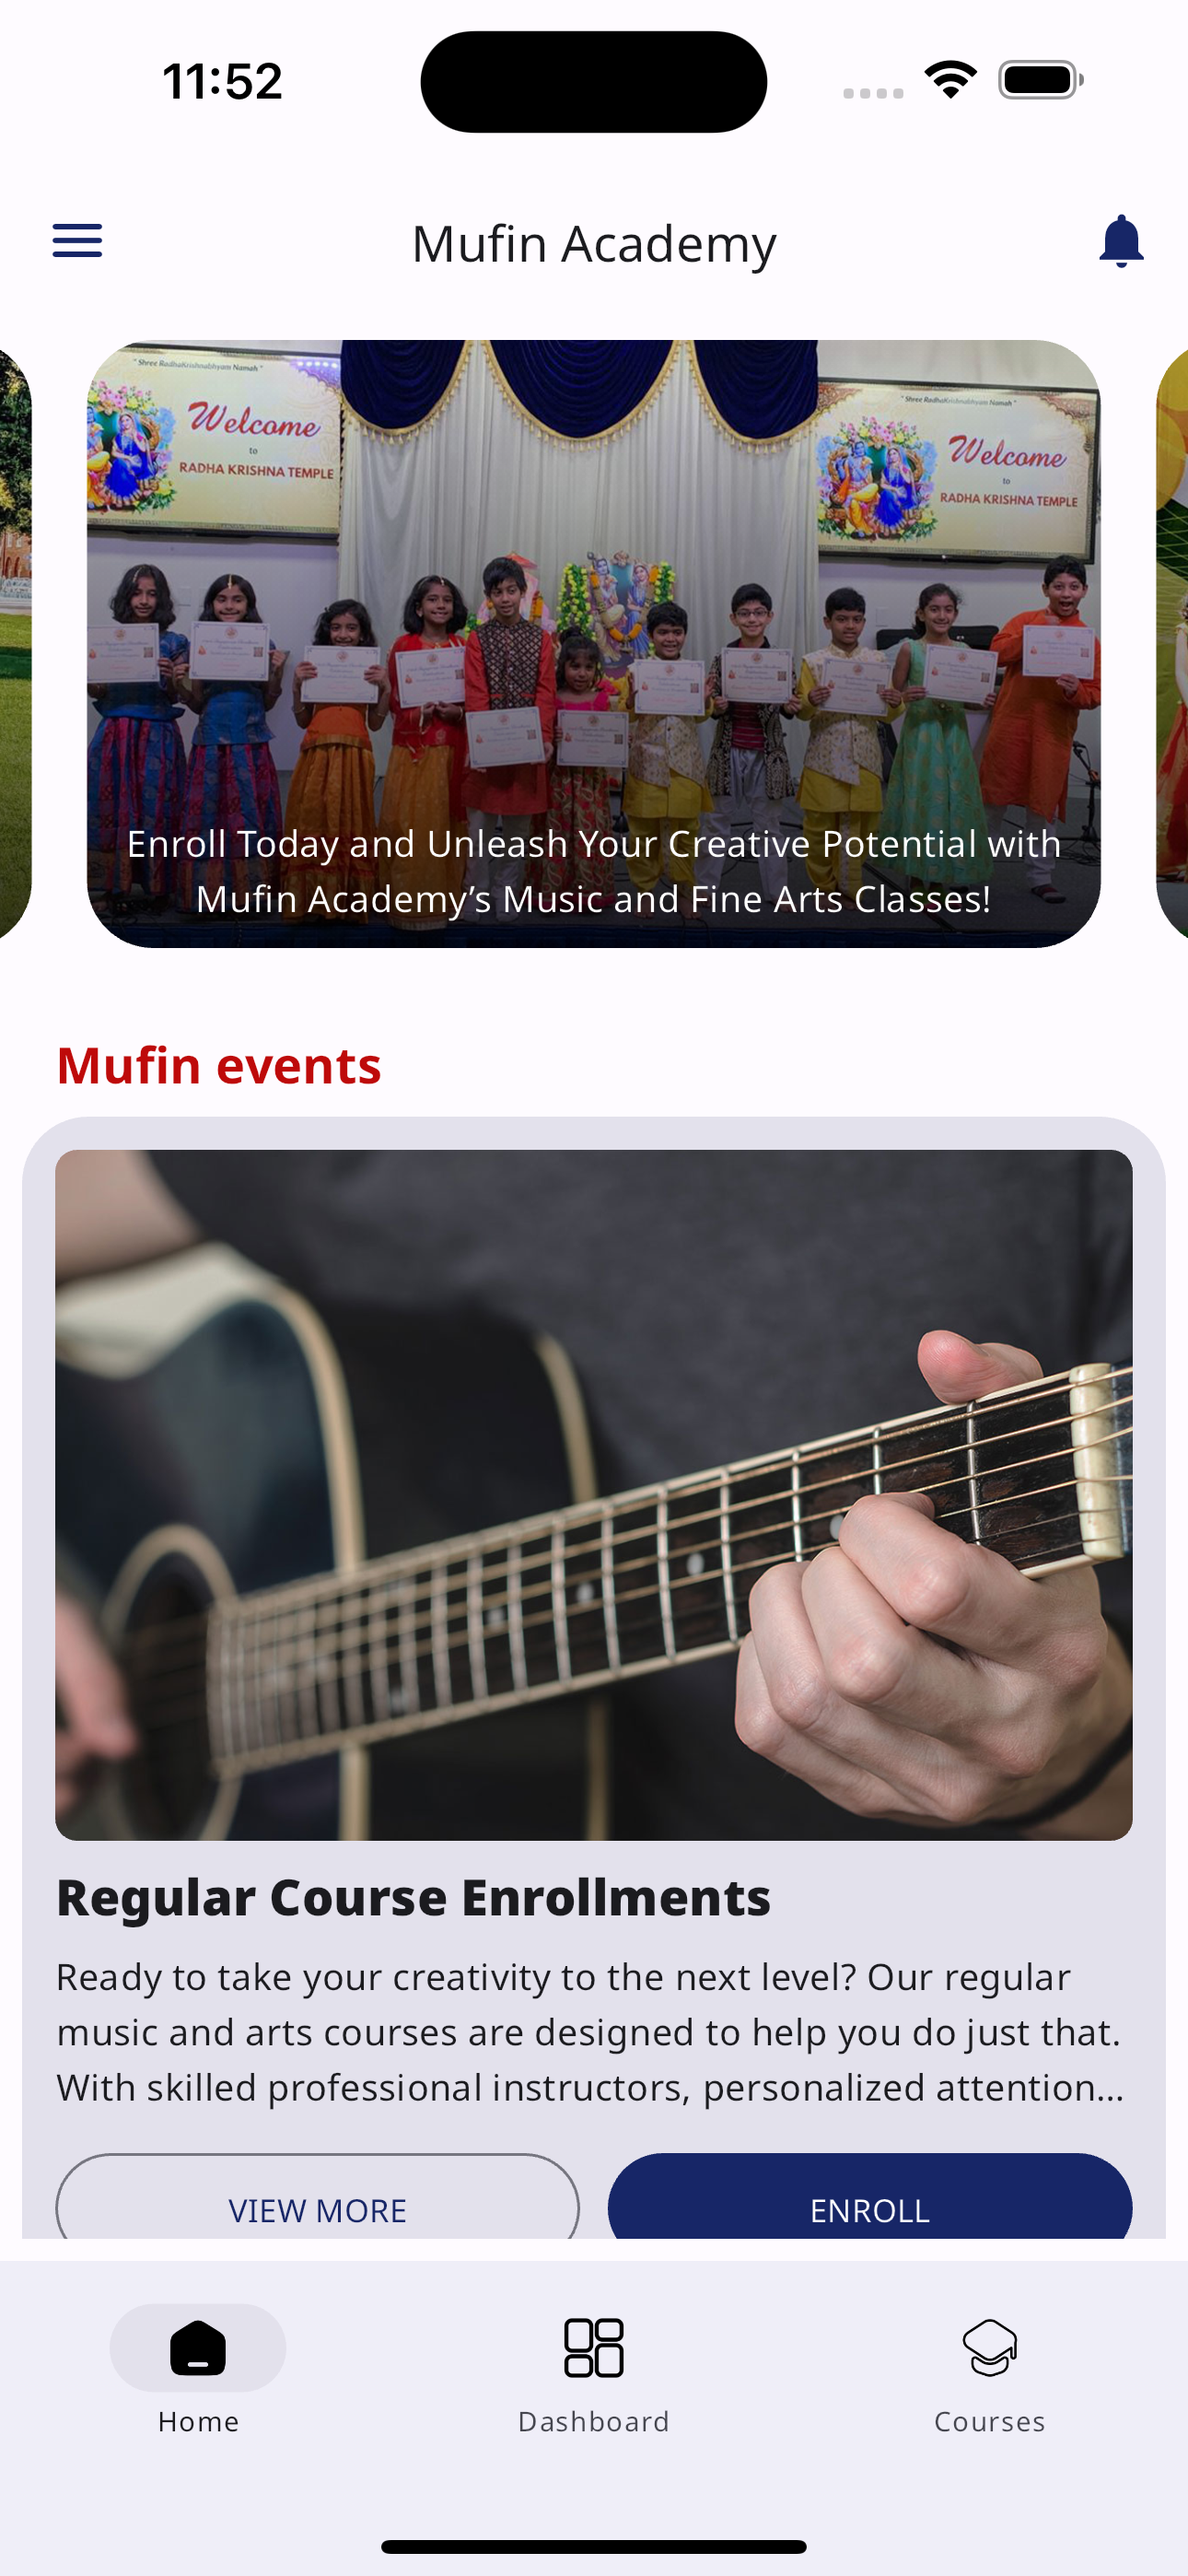 11:52
Mufin Academy
" Shree RadhaKrishnabhyam Namah "
Welcome
to
RADHA KRISHNA TEMPLE
" Shree RadhaKrishnabhyam Namah "
Welcome
to
RADHA KRISHNA TEMPLE
Enroll Today and Unleash Your Creative Potential with
Mufin Academy’s Music and Fine Arts Classes!
Mufin events
Regular Course Enrollments
Ready to take your creativity to the next level? Our regular
music and arts courses are designed to help you do just that.
With skilled professional instructors, personalized attention...
VIEW MORE
ENROLL
Home
Dashboard
Courses